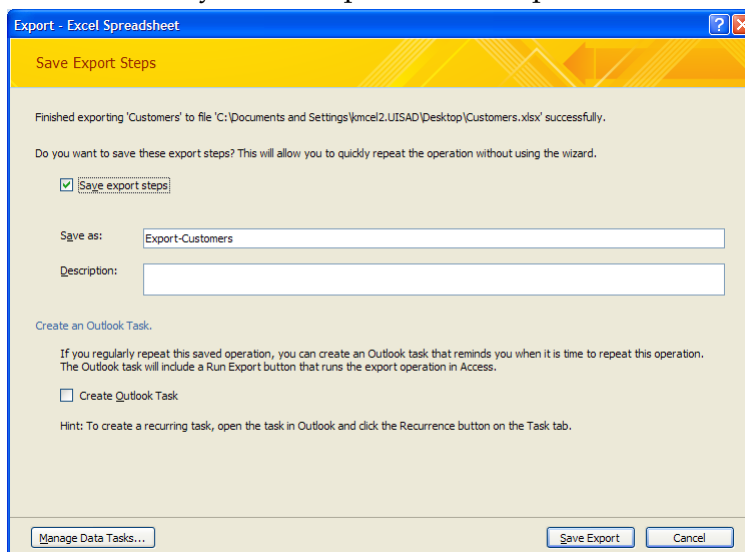 Export - Excel Spreadsheet
Save Export Steps
Finished exporting 'Customers' to file 'C:\Documents and Settings\kmcel2.UISAD\Desktop\Customers.xlsx' successfully.
Do you want to save these export steps? This will allow you to quickly repeat the operation without using the wizard.
Save export steps
Save as: Export-Customers
Description:
Create an Outlook Task.
If you regularly repeat this saved operation, you can create an Outlook task that reminds you when it is time to repeat this operation.
The Outlook task will include a Run Export button that runs the export operation in Access.
Create Outlook Task
Hint: To create a recurring task, open the task in Outlook and click the Recurrence button on the Task tab.
Manage Data Tasks... Save Export Cancel